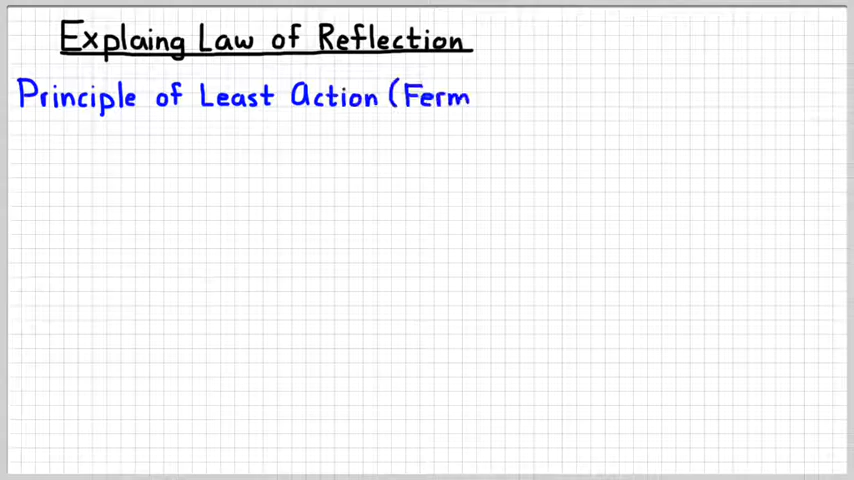 Explaing Law of Reflection
Principle of Least Action (Ferm